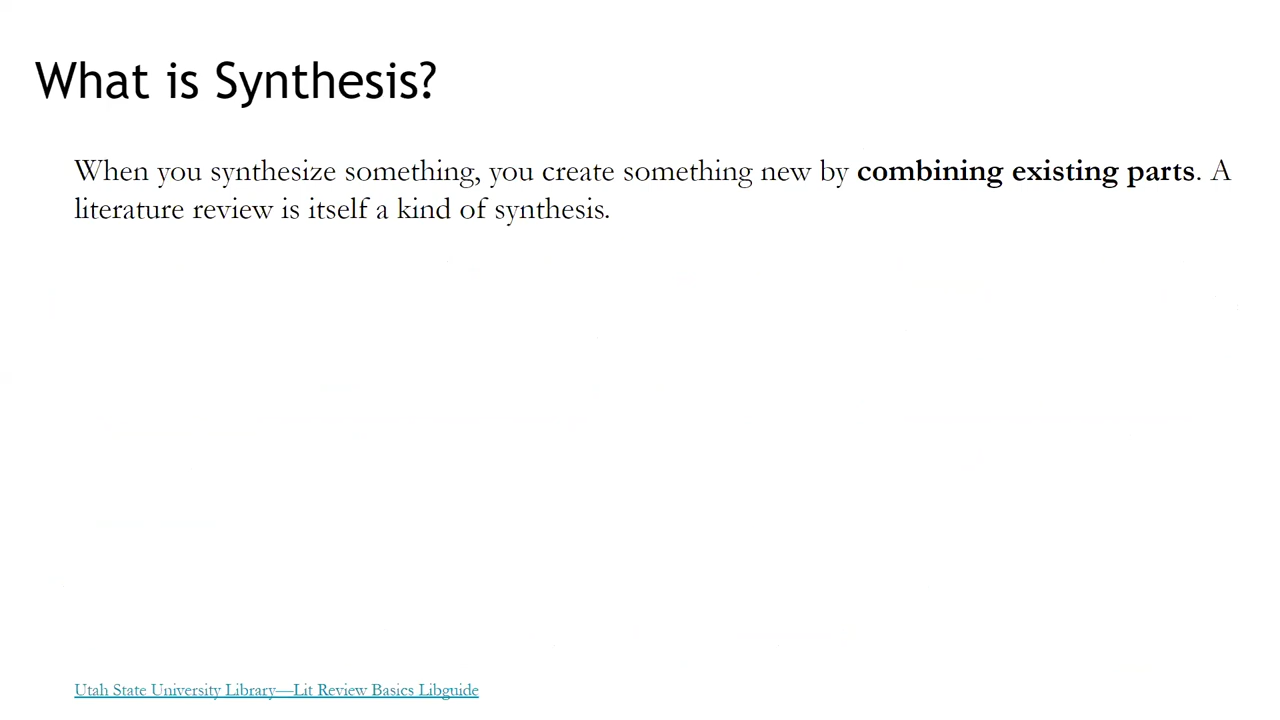 What is Synthesis?
When you synthesize something, you create something new by combining existing parts. A
literature review is itself a kind of synthesis.
Utah State University Library—Lit Review Basics Libguide